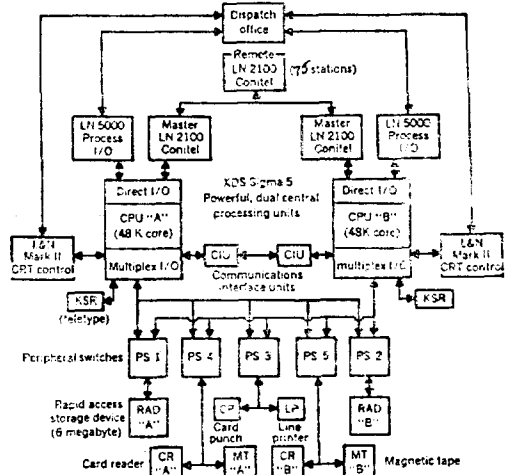 Dispatch
office
Remote
LN 2100
Conitel
(75 stations)
LN 5000
Process
I/O
Master
LN 2100
Conitel
Master
LN 2100
Conitel
LN 5000
Process
I/O
Direct I/O
CPU "A"
(48 K core)
Multiplex I/O
XDS Sigma 5
Powerful, dual central
processing units
Direct I/O
CPU "B"
(48K core)
multiplex I/O
L&N
Mark II
CRT control
CIU
CIU
Communications
interface units
L&N
Mark II
CRT control
KSR
(teletype)
KSR
Peripheral switches
PS 1
PS 4
PS 3
PS 5
PS 2
Rapid access
storage device
(6 megabyte)
RAD
"A"
CP
Card
punch
LP
Line
printer
RAD
"B"
Card reader
CR
"A"
MT
"A"
CR
"B"
MT
"B"
Magnetic tape